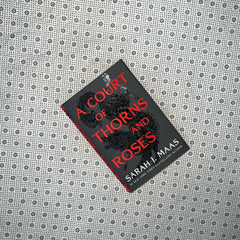 A COURT
OF
THORNS
AND
ROSES
SARAH J. MAAS